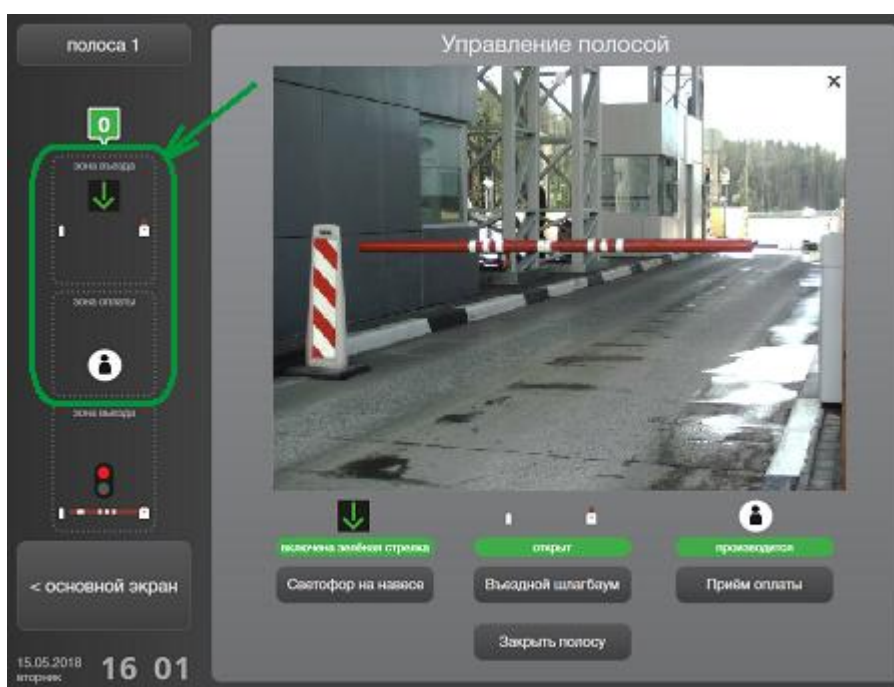 полоса 1
Управление полосой
0
зона въезда
зона оплаты
зона выезда
включена зелёная стрелка
открыт
производится
Светофор на навесе
Въездной шлагбаум
Приём оплаты
< основной экран
Закрыть полосу
15.05.2018
вторник
16 01